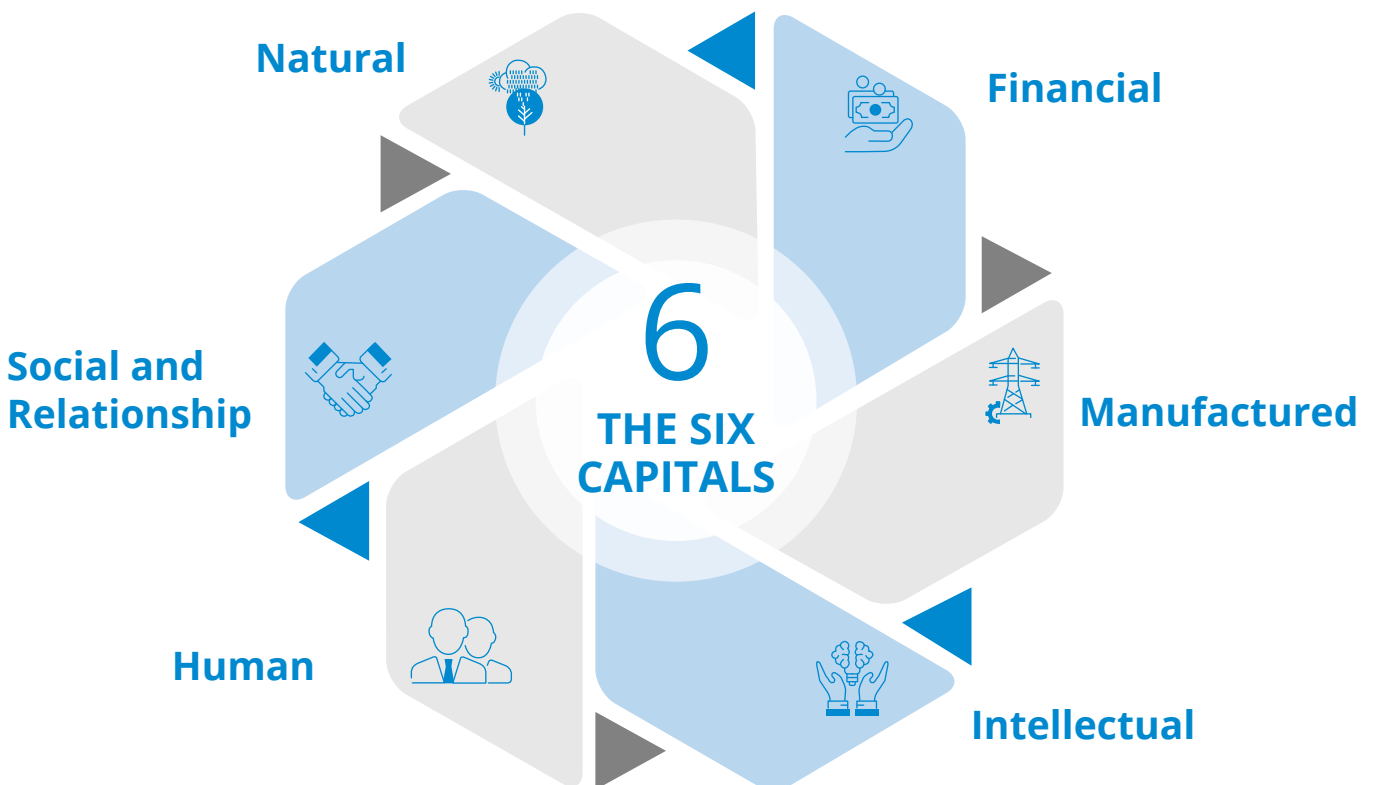 Natural
Financial
Social and
Relationship
6
THE SIX
CAPITALS
Manufactured
Human
Intellectual